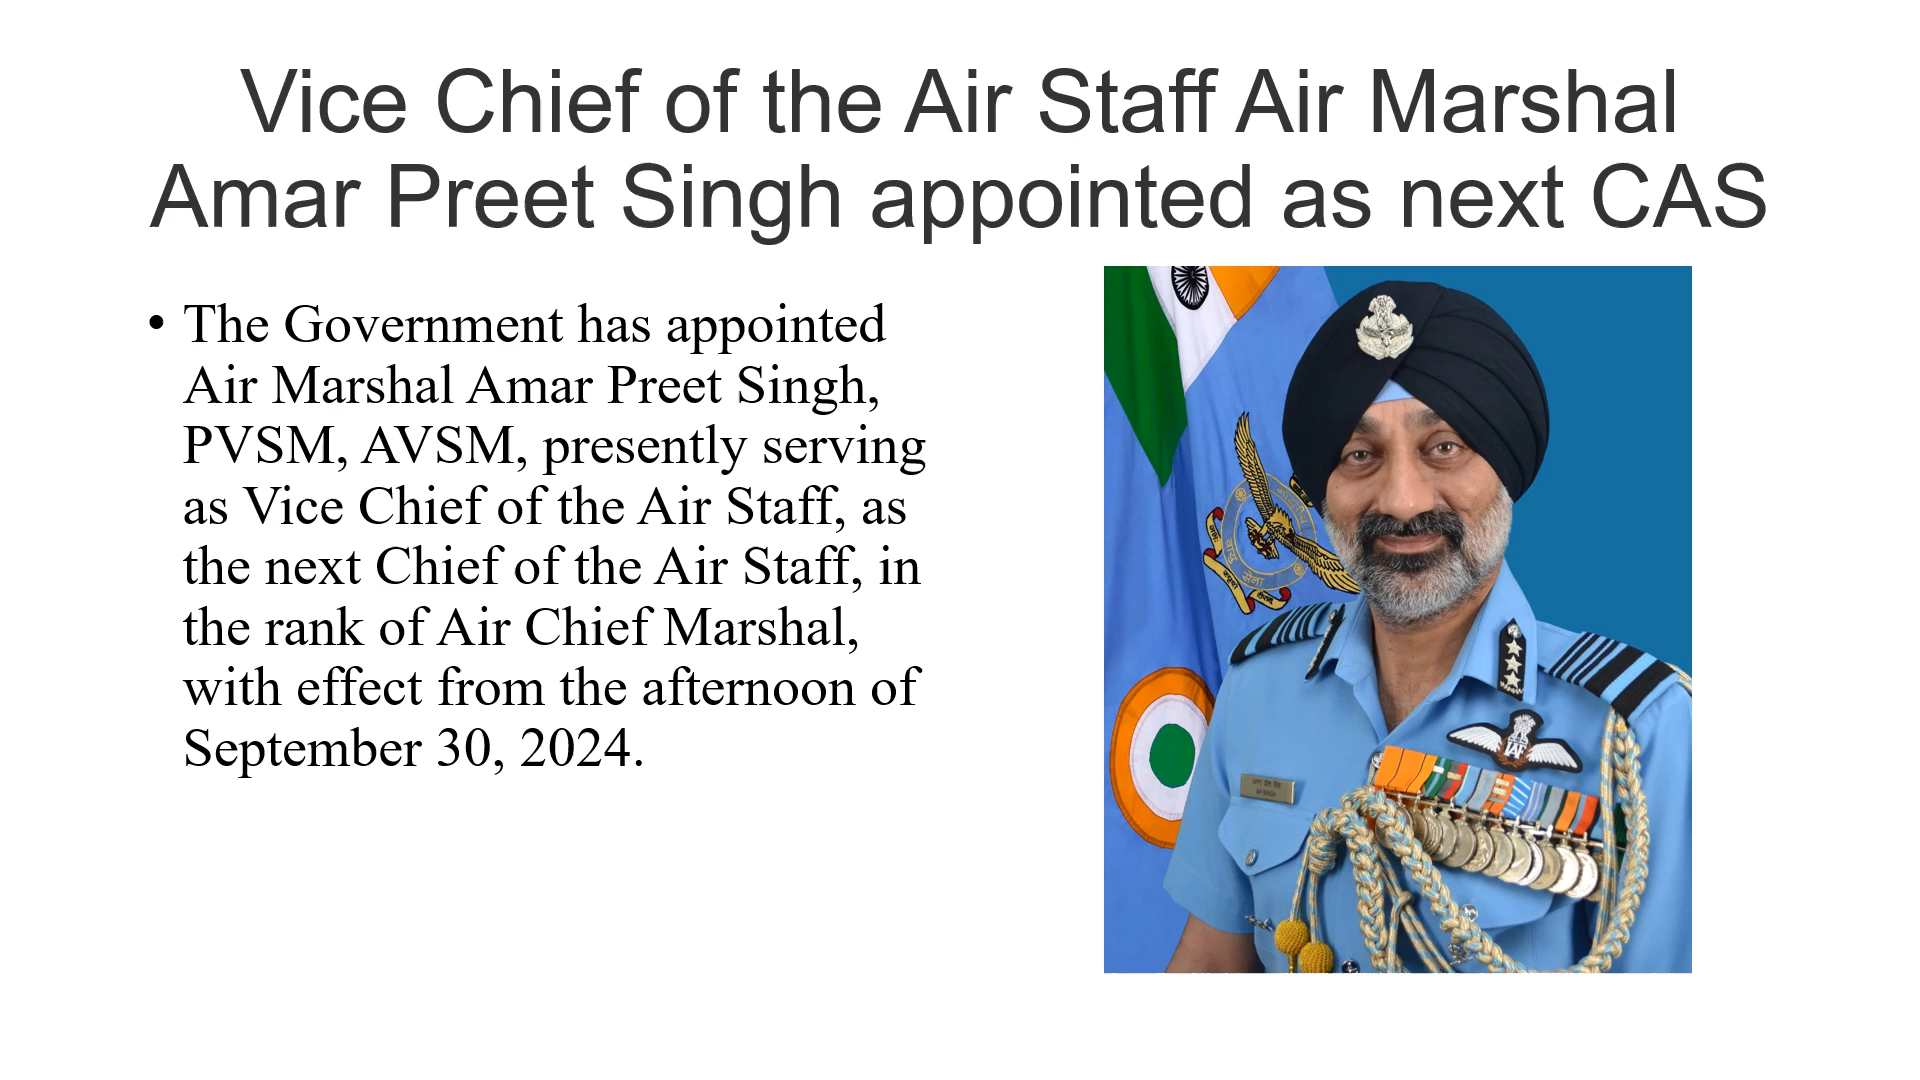 Vice Chief of the Air Staff Air Marshal
Amar Preet Singh appointed as next CAS
• The Government has appointed
Air Marshal Amar Preet Singh,
PVSM, AVSM, presently serving
as Vice Chief of the Air Staff, as
the next Chief of the Air Staff, in
the rank of Air Chief Marshal,
with effect from the afternoon of
September 30, 2024.
IAF
AP SINGH